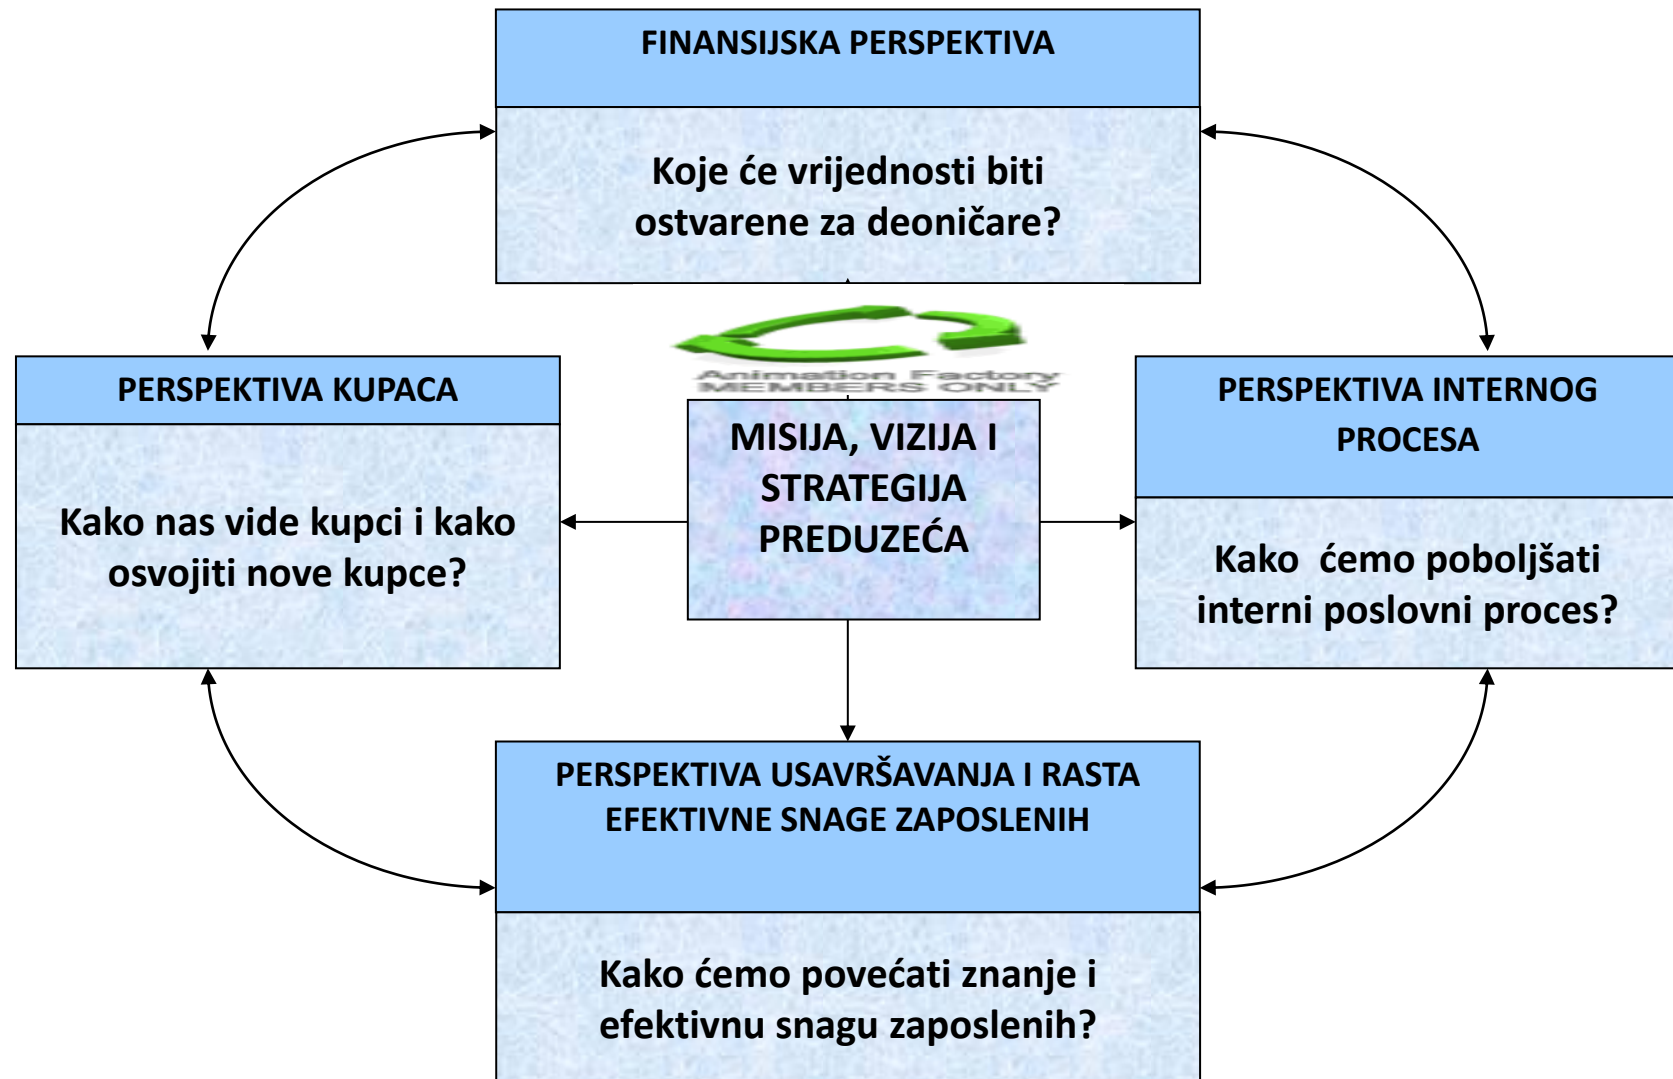 FINANSIJSKA PERSPEKTIVA
Koje će vrijednosti biti
ostvarene za deoničare?
Animation Factory
MEMBERS ONLY
PERSPEKTIVA KUPACA
Kako nas vide kupci i kako
osvojiti nove kupce?
MISIJA, VIZIJA I
STRATEGIJA
PREDUZEĆA
PERSPEKTIVA INTERNOG
PROCESA
Kako  ćemo poboljšati
interni poslovni proces?
PERSPEKTIVA USAVRŠAVANJA I RASTA
EFEKTIVNE SNAGE ZAPOSLENIH
Kako ćemo povećati znanje i
efektivnu snagu zaposlenih?